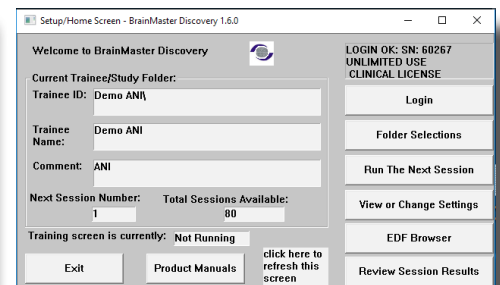 Setup/Home Screen - BrainMaster Discovery 1.6.0
Welcome to BrainMaster Discovery
LOGIN OK: SN: 60267
UNLIMITED USE
CLINICAL LICENSE
Current Trainee/Study Folder:
Trainee ID: Demo ANI\
Trainee Name: Demo ANI
Comment: ANI
Next Session Number: Total Sessions Available:
1 80
Training screen is currently: Not Running
Exit
Product Manuals
click here to
refresh this
screen
Login
Folder Selections
Run The Next Session
View or Change Settings
EDF Browser
Review Session Results